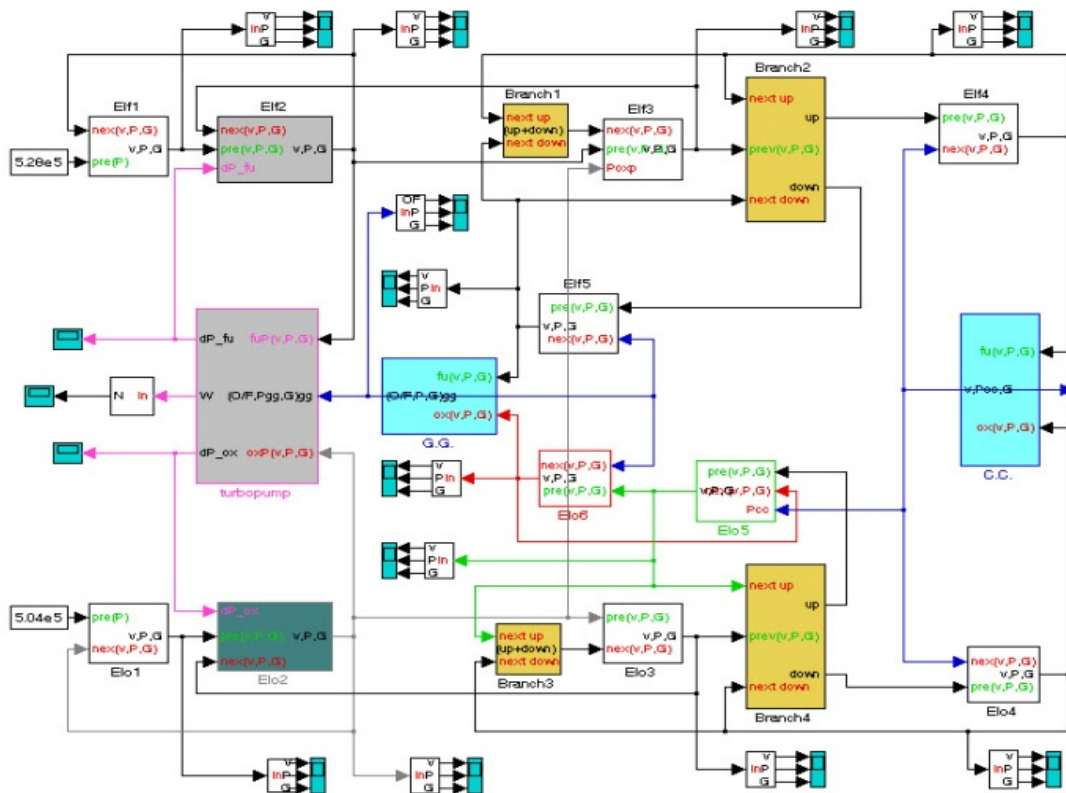 v
InP
G
v
InP
G
v
InP
G
v
InP
G
Elf1
nex(v,P,G)
v,P,G
pre(P)
5.28e5
Elf2
nex(v,P,G)
pre(v,P,G) v,P,G
dP_fu
Branch1
next up
(up+down)
next down
Elf3
nex(v,P,G)
v,P,G
Poxp
Branch2
next up
up
prev(v,P,G)
down
next down
Elf4
pre(v,P,G)
v,P,G
nex(v,P,G)
OF
InP
G
v
P In
G
Elf5
pre(v,P,G)
v,P,G
nex(v,P,G)
dP_fu fuP(v,P,G)
W (O/F,Pgg,G)gg
dP_ox oxP(v,P,G)
turbopump
N In
fu(v,P,G)
(O/F,Pgg,G)gg
ox(v,P,G)
G.G.
fu(v,P,G)
v,Pcc,G
ox(v,P,G)
C.C.
v
P In
G
nex(v,P,G)
v,P,G
pre(v,P,G)
Elo6
pre(v,P,G)
v,P,G
Pcc
Elo5
v
P In
G
5.04e5
pre(P)
v,P,G
nex(v,P,G)
Elo1
dP_ox
pre(v,P,G) v,P,G
nex(v,P,G)
Elo2
next up
(up+down)
next down
Branch3
pre(v,P,G)
v,P,G
nex(v,P,G)
Elo3
next up
up
prev(v,P,G)
down
next down
Branch4
nex(v,P,G)
v,P,G
pre(v,P,G)
Elo4
v
InP
G
v
InP
G
v
InP
G
v
InP
G